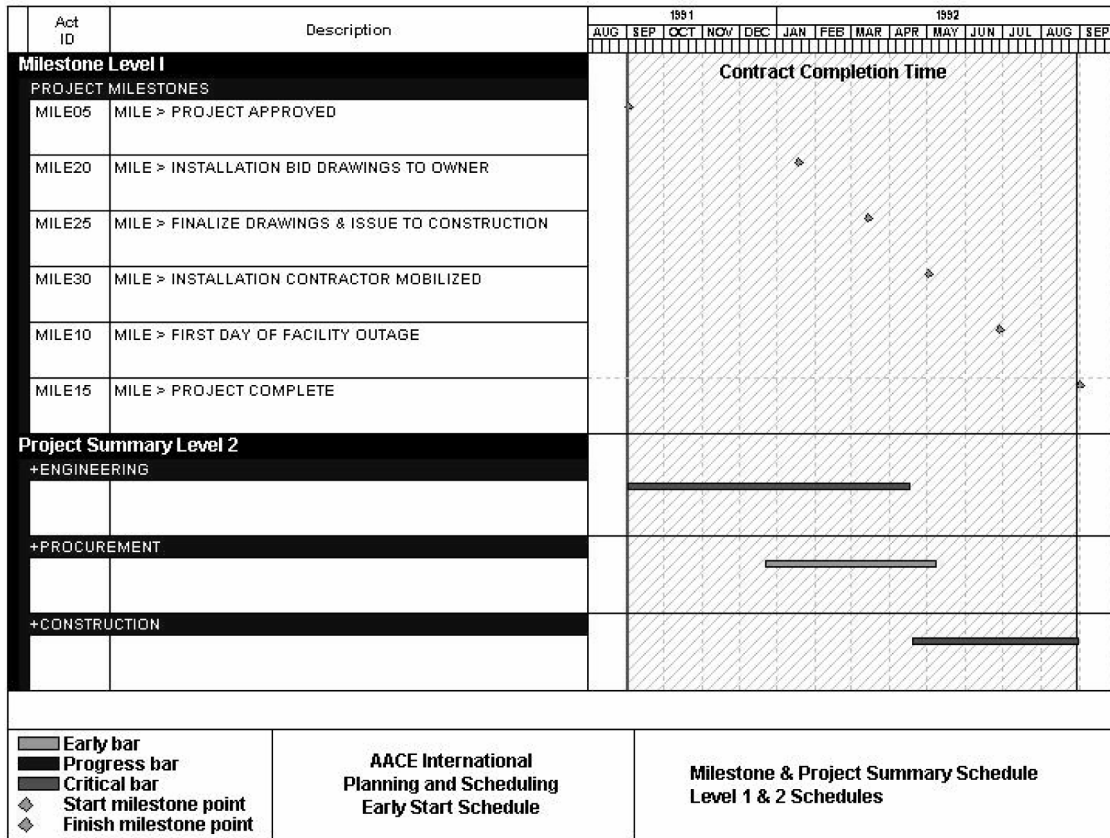 Act
ID
Description
1991
1992
AUG SEP OCT NOV DEC JAN FEB MAR APR MAY JUN JUL AUG SEP
Milestone Level I
Contract Completion Time
PROJECT MILESTONES
MILE05 MILE > PROJECT APPROVED
MILE20 MILE > INSTALLATION BID DRAWINGS TO OWNER
MILE25 MILE > FINALIZE DRAWINGS & ISSUE TO CONSTRUCTION
MILE30 MILE > INSTALLATION CONTRACTOR MOBILIZED
MILE10 MILE > FIRST DAY OF FACILITY OUTAGE
MILE15 MILE > PROJECT COMPLETE
Project Summary Level 2
+ENGINEERING
+PROCUREMENT
+CONSTRUCTION
Early bar
Progress bar
Critical bar
Start milestone point
Finish milestone point
AACE International
Planning and Scheduling
Early Start Schedule
Milestone & Project Summary Schedule
Level 1 & 2 Schedules